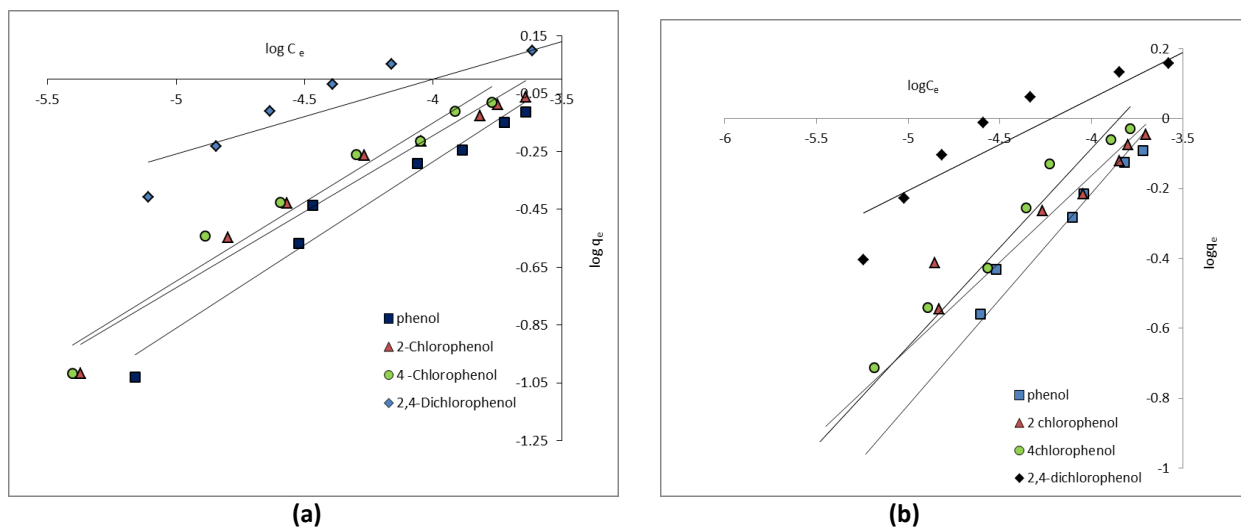 log C e
0.15
-5.5
-5
-4.5
-4
-3.5
-0.05
-0.25
-0.45
-0.65
-0.85
-1.05
-1.25
log q e
phenol
2-Chlorophenol
4 -Chlorophenol
2,4-Dichlorophenol
(a)
logCe
0.2
0
-6
-5
-4.5
-4
-3.5
-0.2
-0.4
-0.6
-0.8
-1
logq e
phenol
2 chlorophenol
4chlorophenol
2,4-dichlorophenol
(b)